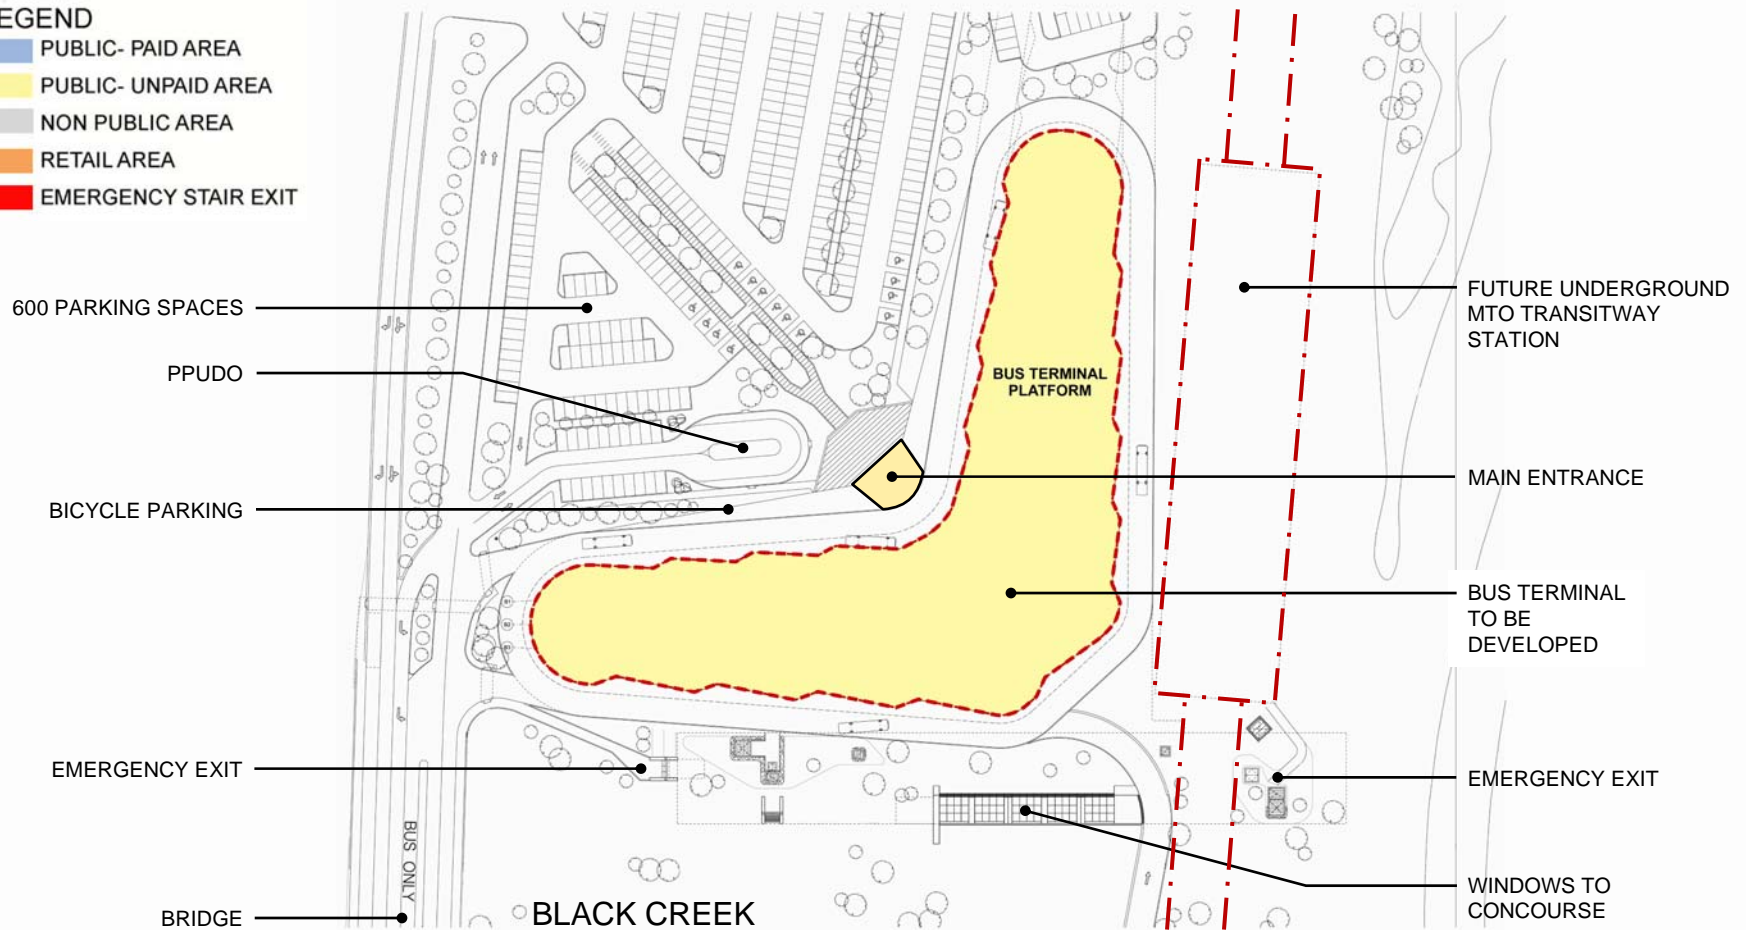 EGEND
PUBLIC- PAID AREA
PUBLIC- UNPAID AREA
NON PUBLIC AREA
RETAIL AREA
EMERGENCY STAIR EXIT
600 PARKING SPACES
PPUDO
BICYCLE PARKING
EMERGENCY EXIT
BRIDGE
BUS ONLY
BLACK CREEK
BUS TERMINAL
PLATFORM
FUTURE UNDERGROUND
MTO TRANSITWAY
STATION
MAIN ENTRANCE
BUS TERMINAL
TO BE
DEVELOPED
EMERGENCY EXIT
WINDOWS TO
CONCOURSE